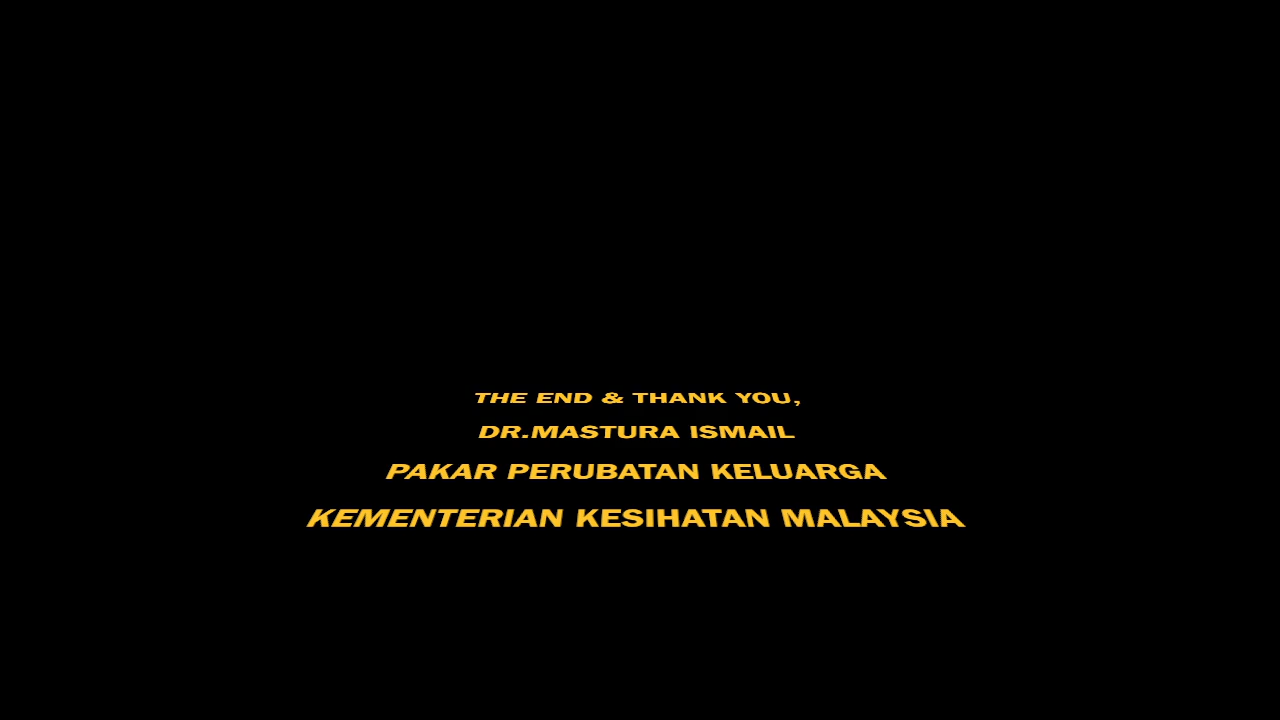 THE END & THANK YOU,
DR.MASTURA ISMAIL
PAKAR PERUBATAN KELUARGA
KEMENTERIAN KESIHATAN MALAYSIA